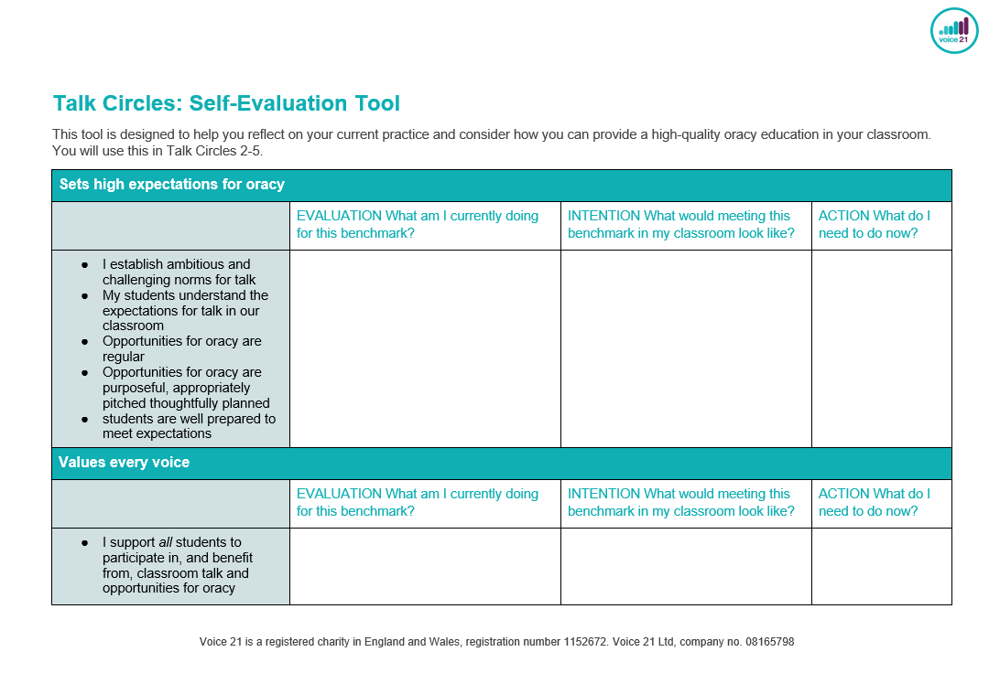 voice 21
Talk Circles: Self-Evaluation Tool
This tool is designed to help you reflect on your current practice and consider how you can provide a high-quality oracy education in your classroom.
You will use this in Talk Circles 2-5.
Sets high expectations for oracy
EVALUATION What am I currently doing
for this benchmark?
INTENTION What would meeting this
benchmark in my classroom look like?
ACTION What do I
need to do now?
● I establish ambitious and
challenging norms for talk
● My students understand the
expectations for talk in our
classroom
● Opportunities for oracy are
regular
● Opportunities for oracy are
purposeful, appropriately
pitched thoughtfully planned
● students are well prepared to
meet expectations
Values every voice
EVALUATION What am I currently doing
for this benchmark?
INTENTION What would meeting this
benchmark in my classroom look like?
ACTION What do I
need to do now?
● I support all students to
participate in, and benefit
from, classroom talk and
opportunities for oracy
Voice 21 is a registered charity in England and Wales, registration number 1152672. Voice 21 Ltd, company no. 08165798